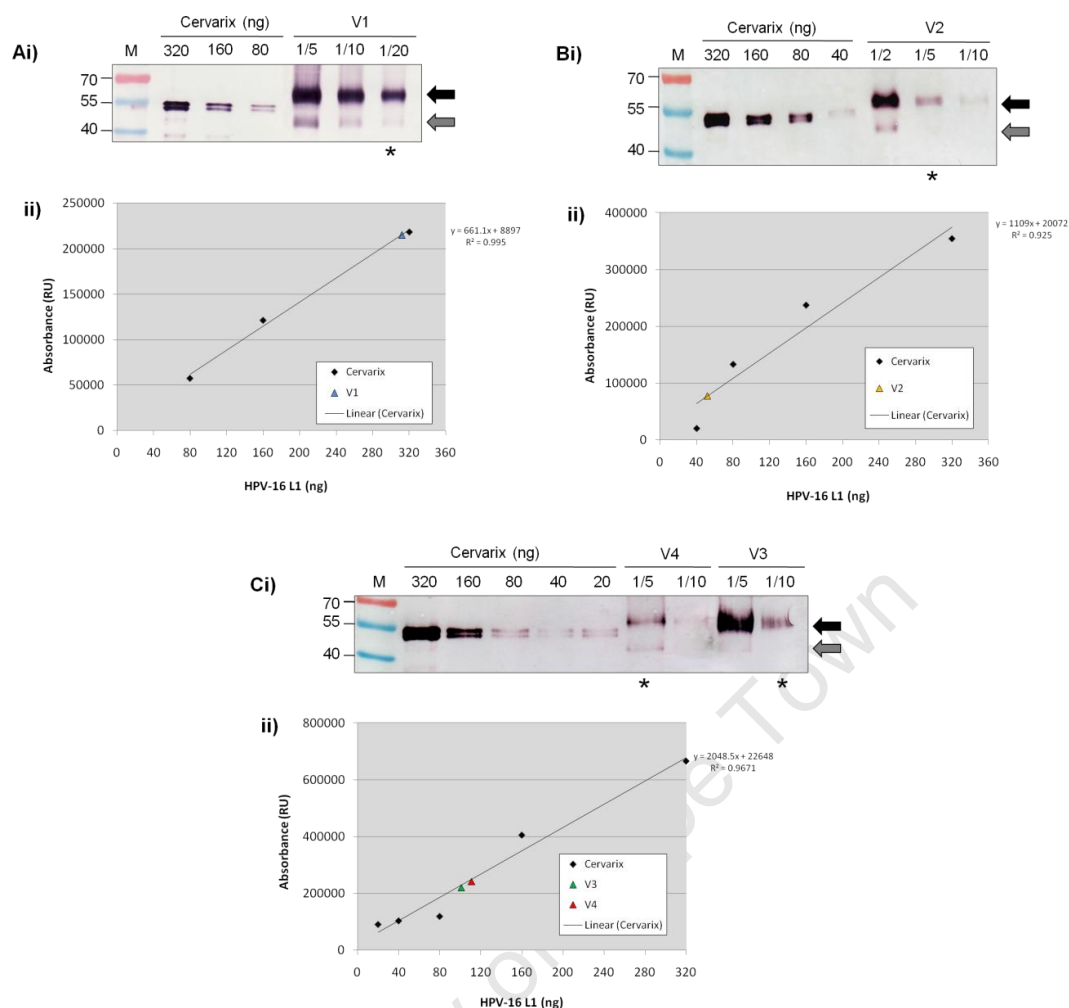 Ai)
Cervarix (ng) V1
M 320 160 80 1/5 1/10 1/20
70
55
40
*
ii)
250000
200000
150000
100000
50000
0
Absorbance (RU)
y = 661.1x + 8897
R² = 0.995
Cervarix
V1
Linear (Cervarix)
0 40 80 120 160 200 240 280 320 360
HPV-16 L1 (ng)
Bi)
Cervarix (ng) V2
M 320 160 80 40 1/2 1/5 1/10
70
55
40
*
ii)
400000
300000
200000
100000
0
Absorbance (RU)
y = 1109x + 20072
R² = 0.925
Cervarix
V2
Linear (Cervarix)
0 40 80 120 160 200 240 280 320 360
HPV-16 L1 (ng)
Ci)
Cervarix (ng) V4 V3
M 320 160 80 40 20 1/5 1/10 1/5 1/10
70
55
40
* *
ii)
800000
600000
400000
200000
0
Absorbance (RU)
y = 2048.5x + 22648
R² = 0.9671
Cervarix
V3
V4
Linear (Cervarix)
0 40 80 120 160 200 240 280 320
HPV-16 L1 (ng)
Town